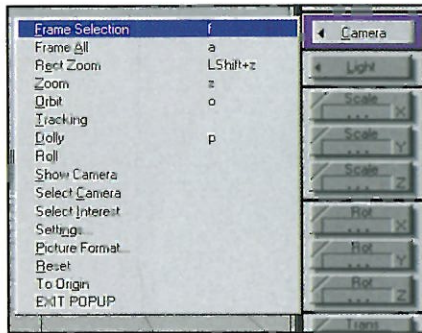 Frame Selection f
Frame All a
Rect Zoom LShift+z
Zoom z
Orbit o
Tracking
Dolly p
Roll
Show Camera
Select Camera
Select Interest
Settings...
Picture Format...
Reset
To Origin
EXIT POPUP
Camera
Light
Scale X
Scale Y
Scale Z
Rot X
Rot Y
Rot Z
Trans